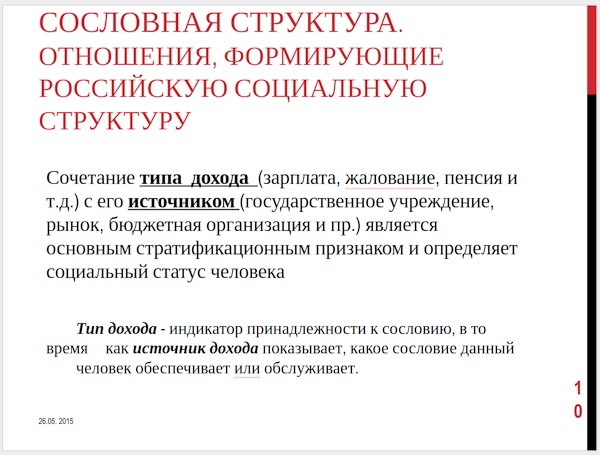 СОСЛОВНАЯ СТРУКТУРА.
ОТНОШЕНИЯ, ФОРМИРУЮЩИЕ
РОССИЙСКУЮ СОЦИАЛЬНУЮ
СТРУКТУРУ
Сочетание типа дохода (зарплата, жалование, пенсия и
т.д.) с его источником (государственное учреждение,
рынок, бюджетная организация и пр.) является
основным стратификационным признаком и определяет
социальный статус человека
Тип дохода - индикатор принадлежности к сословию, в то
время как источник дохода показывает, какое сословие данный
человек обеспечивает или обслуживает.
26.05. 2015
1
0